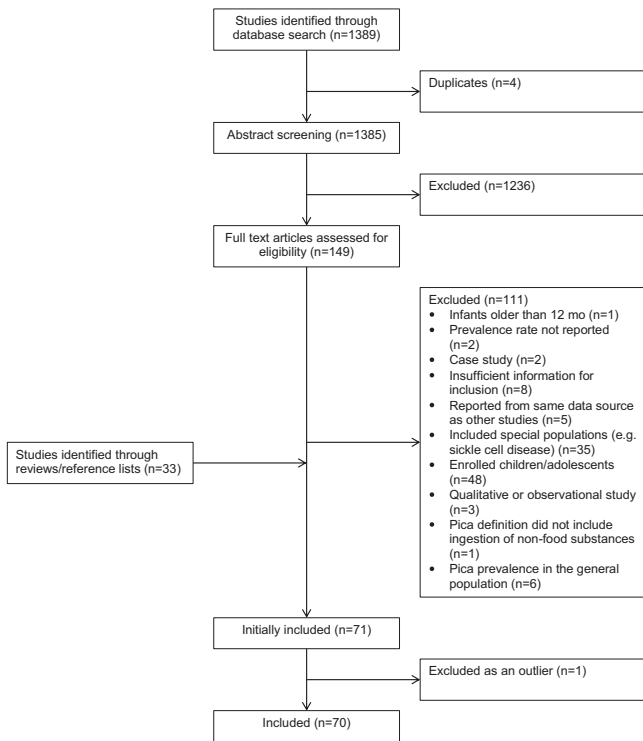 Studies identified through
database search (n=1389)
Duplicates (n=4)
Abstract screening (n=1385)
Excluded (n=1236)
Full text articles assessed for
eligibility (n=149)
Excluded (n=111)
• Infants older than 12 mo (n=1)
• Prevalence rate not reported
(n=2)
• Case study (n=2)
• Insufficient information for
inclusion (n=8)
• Reported from same data source
as other studies (n=5)
• Included special populations (e.g.
sickle cell disease) (n=35)
• Enrolled children/adolescents
(n=48)
• Qualitative or observational study
(n=3)
• Pica definition did not include
ingestion of non-food substances
(n=1)
• Pica prevalence in the general
population (n=6)
Studies identified through
reviews/reference lists (n=33)
Initially included (n=71)
Excluded as an outlier (n=1)
Included (n=70)